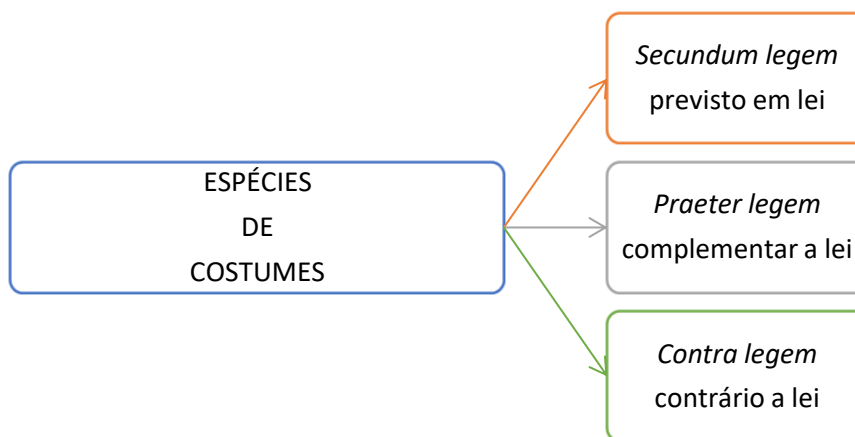 ESPÉCIES
DE
COSTUMES
Secundum legem
previsto em lei
Praeter legem
complementar a lei
Contra legem
contrário a lei